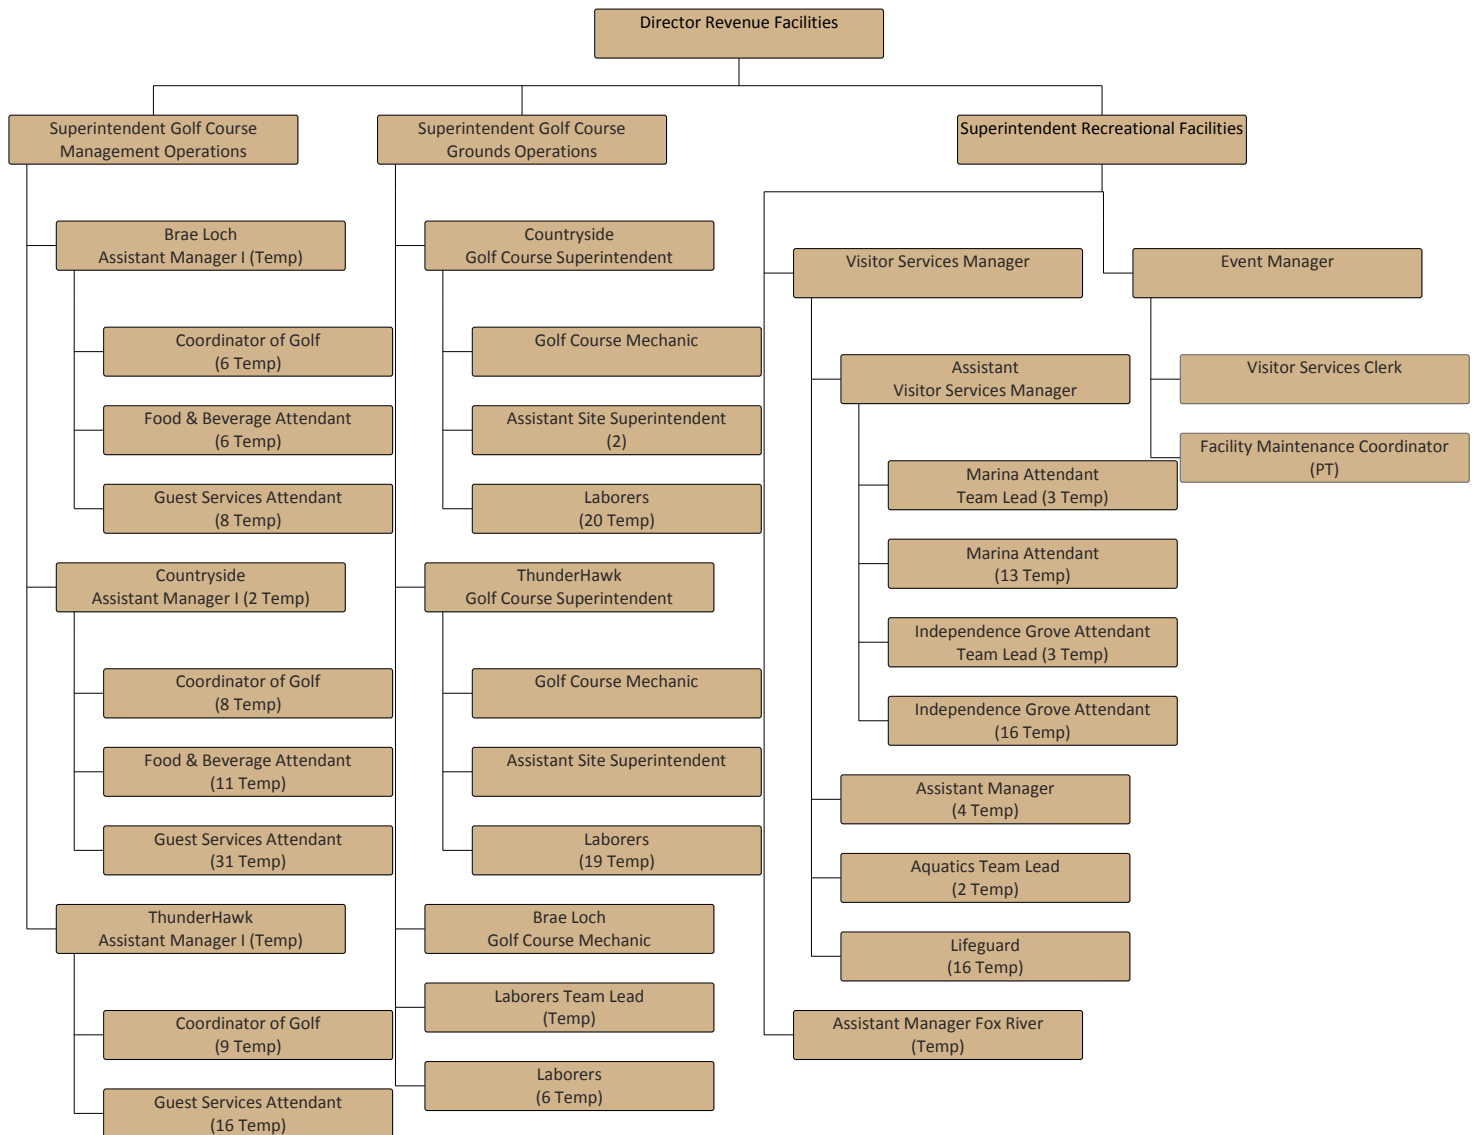 Director Revenue Facilities
Superintendent Golf Course
Management Operations
Brae Loch
Assistant Manager I (Temp)
Coordinator of Golf
(6 Temp)
Food & Beverage Attendant
(6 Temp)
Guest Services Attendant
(8 Temp)
Countryside
Assistant Manager I (2 Temp)
Coordinator of Golf
(8 Temp)
Food & Beverage Attendant
(11 Temp)
Guest Services Attendant
(31 Temp)
ThunderHawk
Assistant Manager I (Temp)
Coordinator of Golf
(9 Temp)
Guest Services Attendant
(16 Temp)
Superintendent Golf Course
Grounds Operations
Countryside
Golf Course Superintendent
Golf Course Mechanic
Assistant Site Superintendent
(2)
Laborers
(20 Temp)
ThunderHawk
Golf Course Superintendent
Golf Course Mechanic
Assistant Site Superintendent
Laborers
(19 Temp)
Brae Loch
Golf Course Mechanic
Laborers Team Lead
(Temp)
Laborers
(6 Temp)
Superintendent Recreational Facilities
Visitor Services Manager
Assistant
Visitor Services Manager
Marina Attendant
Team Lead (3 Temp)
Marina Attendant
(13 Temp)
Independence Grove Attendant
Team Lead (3 Temp)
Independence Grove Attendant
(16 Temp)
Assistant Manager
(4 Temp)
Aquatics Team Lead
(2 Temp)
Lifeguard
(16 Temp)
Assistant Manager Fox River
(Temp)
Event Manager
Visitor Services Clerk
Facility Maintenance Coordinator
(PT)